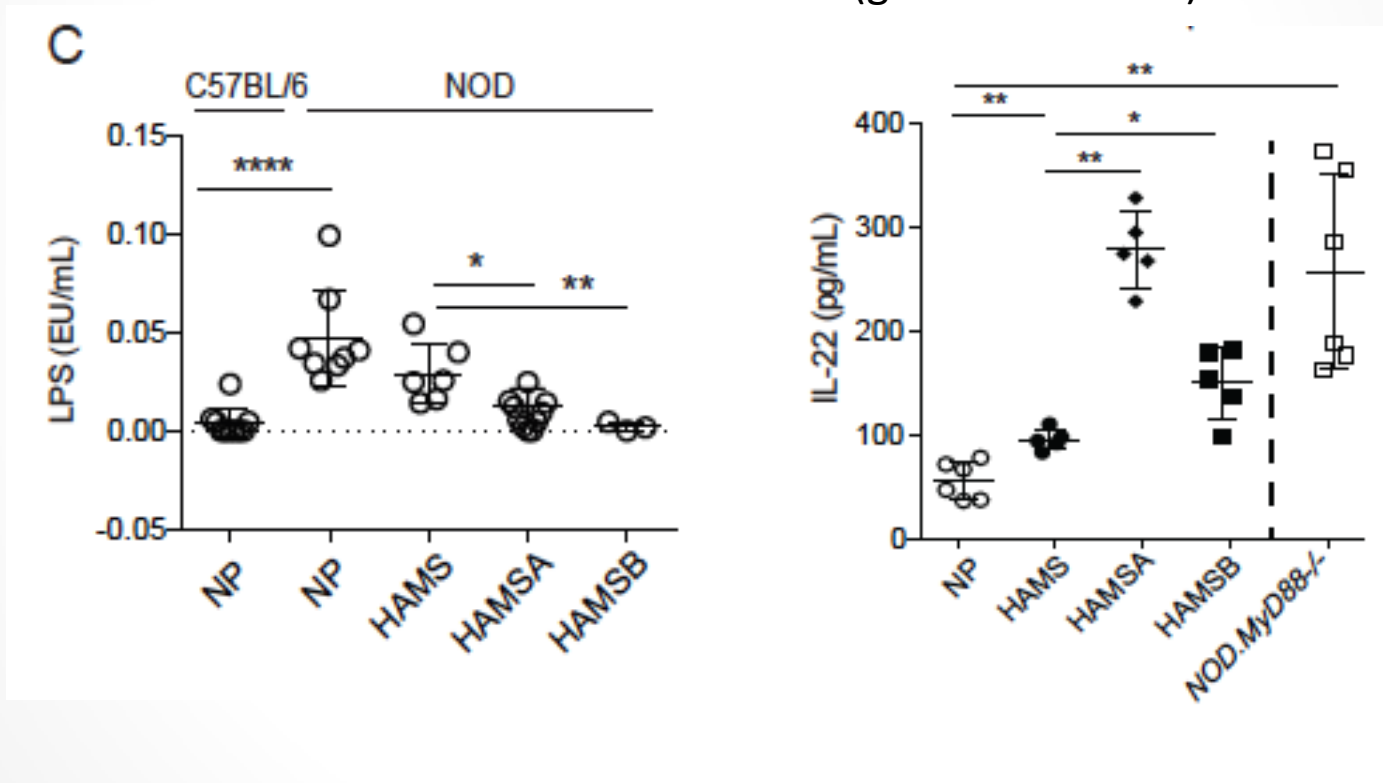 C
C57BL/6 NOD
0.15
0.10
0.05
0.00
-0.05
LPS (EU/mL)
****
*
**
NP
NP
HAMS
HAMSA
HAMSB
**
**
*
**
400
300
200
100
0
IL-22 (pg/mL)
NP
HAMS
HAMSA
HAMSB
NOD.MyD88-/-